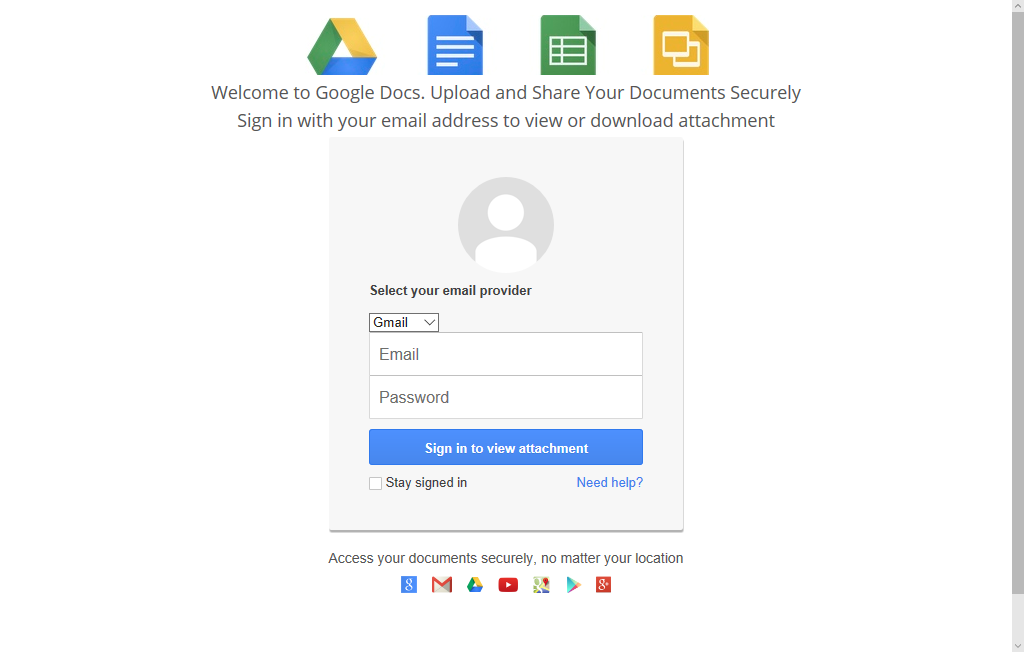 Welcome to Google Docs. Upload and Share Your Documents Securely
Sign in with your email address to view or download attachment
Select your email provider
Gmail
Email
Password
Sign in to view attachment
Stay signed in Need help?
Access your documents securely, no matter your location
8 8+